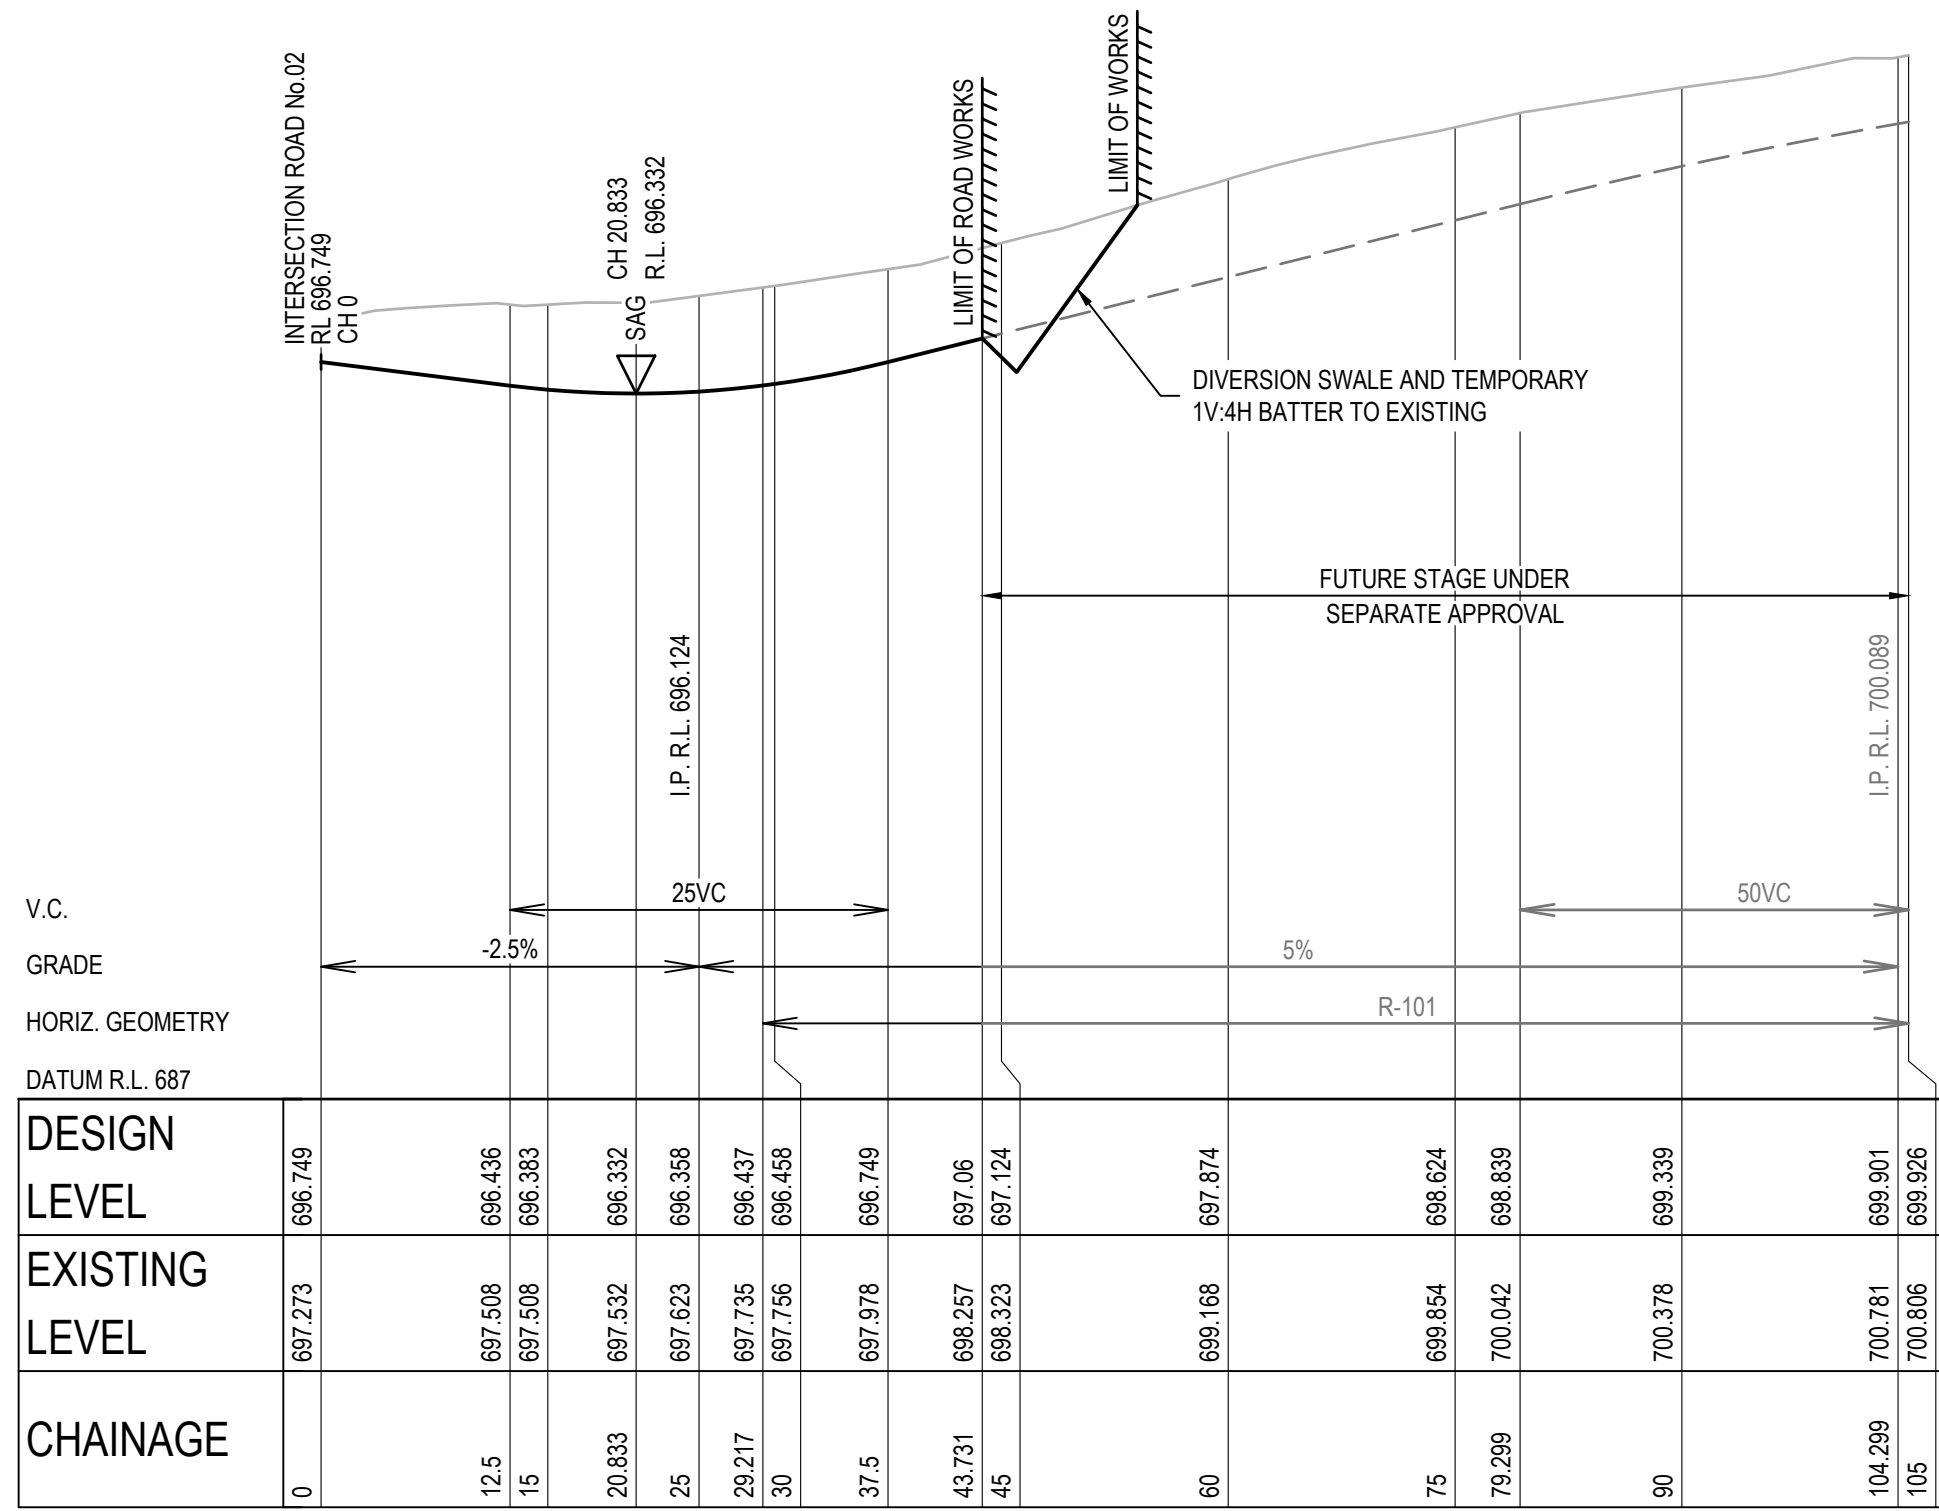 INTERSECTION ROAD No.02
RL 696.749
CH 0
SAG
CH 20.833
R.L. 696.332
LIMIT OF ROAD WORKS
LIMIT OF WORKS
DIVERSION SWALE AND TEMPORARY
1V:4H BATTER TO EXISTING
FUTURE STAGE UNDER
SEPARATE APPROVAL
I.P. R.L. 696.124
I.P. R.L. 700.089
V.C.
25VC
50VC
GRADE
-2.5%
5%
HORIZ. GEOMETRY
R-101
DATUM R.L. 687
DESIGN
LEVEL
696.749
696.436
696.383
696.332
696.358
696.437
696.458
696.749
697.06
697.124
697.874
698.624
698.839
699.339
699.901
699.926
EXISTING
LEVEL
697.273
697.508
697.508
697.532
697.623
697.735
697.756
697.978
698.257
698.323
699.168
699.854
700.042
700.378
700.781
700.806
CHAINAGE
0
12.5
15
20.833
25
29.217
30
37.5
43.731
45
60
75
79.299
90
104.299
105